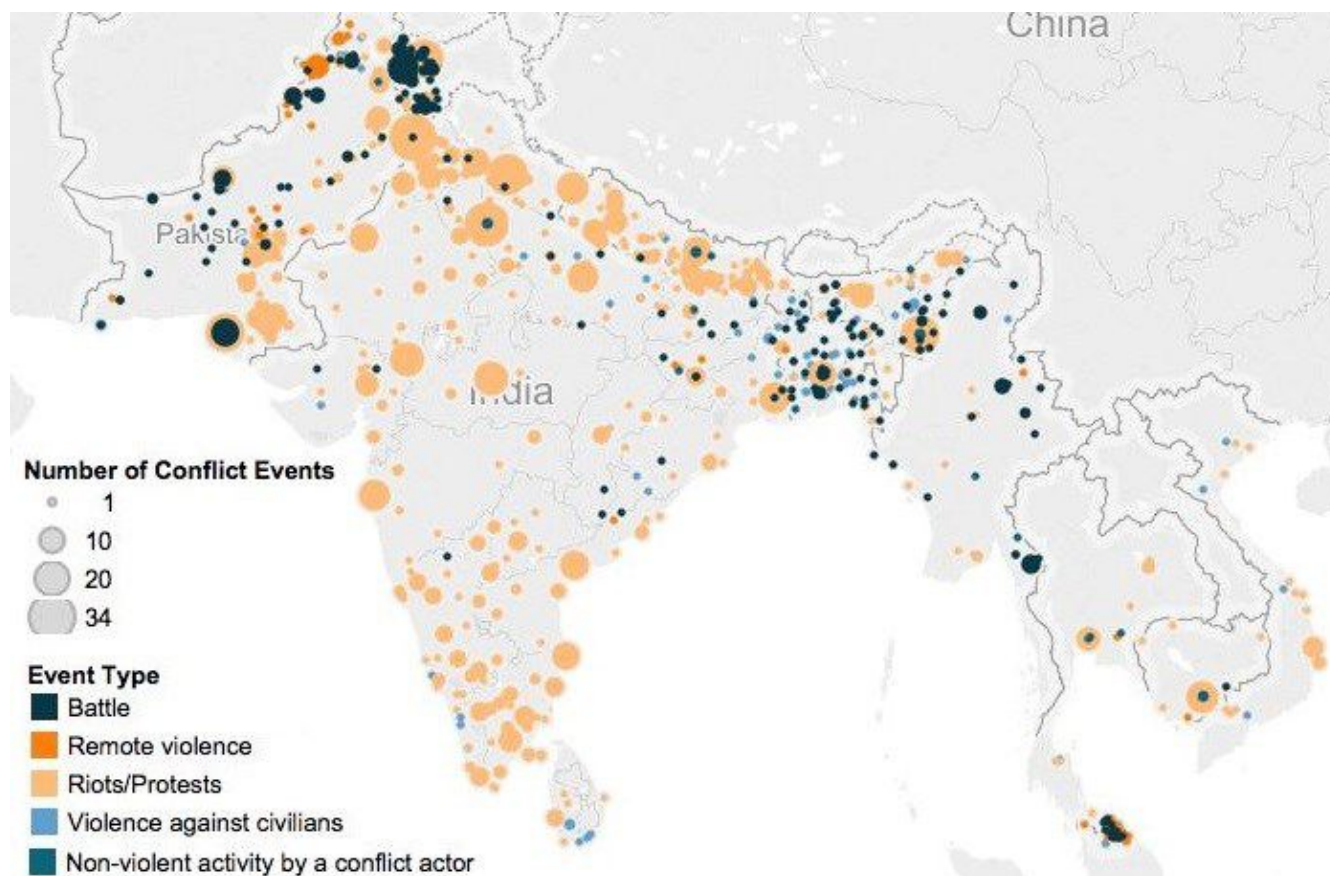 China
Pakista
India
Number of Conflict Events
1
10
20
34
Event Type
Battle
Remote violence
Riots/Protests
Violence against civilians
Non-violent activity by a conflict actor